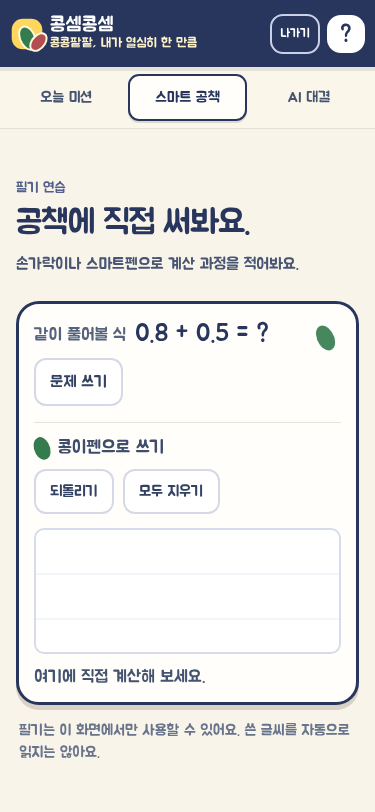 콩셈콩셈
콩콩팥팥, 내가 열심히 한 만큼
나가기
?
오늘 미션
스마트 공책
AI 대결
필기 연습
공책에 직접 써봐요.
손가락이나 스마트펜으로 계산 과정을 적어봐요.
같이 풀어볼 식 0.8 + 0.5 = ?
문제 쓰기
콩이펜으로 쓰기
되돌리기
모두 지우기
여기에 직접 계산해 보세요.
필기는 이 화면에서만 사용할 수 있어요. 쓴 글씨를 자동으로
읽지는 않아요.